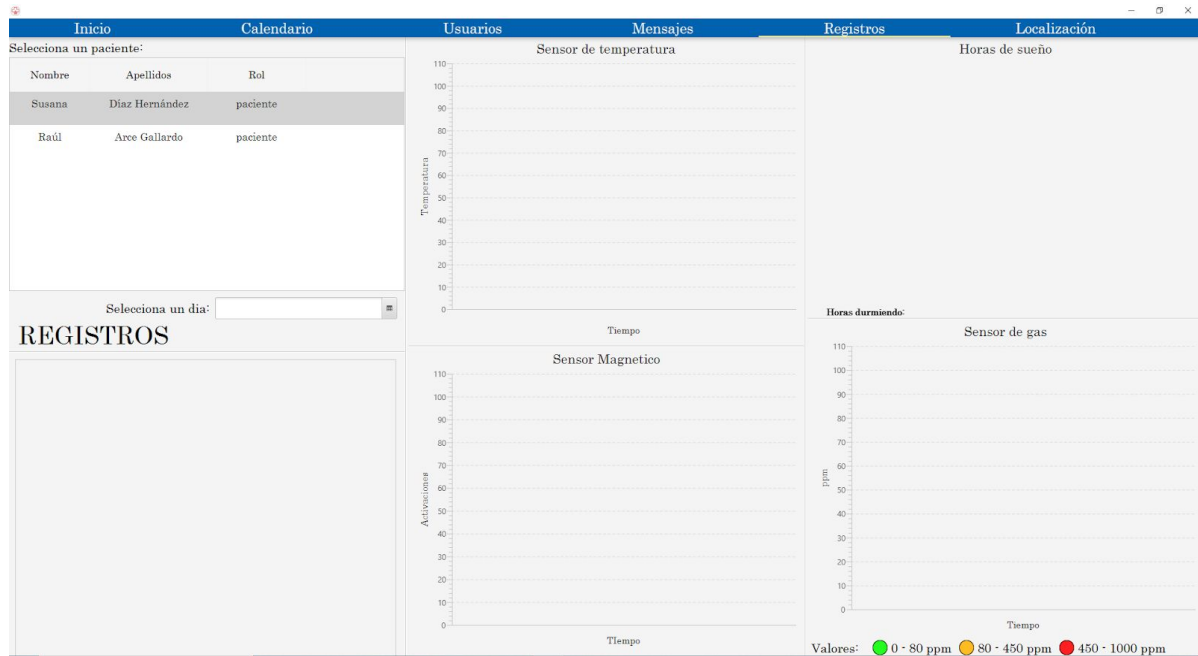 Inicio Calendario Usuarios Mensajes Registros Localización
Selecciona un paciente:
Nombre Apellidos Rol
Susana Díaz Hernández paciente
Raúl Arce Gallardo paciente
Selecciona un dia:
REGISTROS
Sensor de temperatura
110
100
90
80
70
60
50
40
30
20
10
0
Temperatura
Tiempo
Sensor Magnetico
110
100
90
80
70
60
50
40
30
20
10
0
Activaciones
TIempo
Horas de sueño
Horas durmiendo:
Sensor de gas
110
100
90
80
70
60
50
40
30
20
10
0
ppm
Tiempo
Valores: 0 - 80 ppm 80 - 450 ppm 450 - 1000 ppm